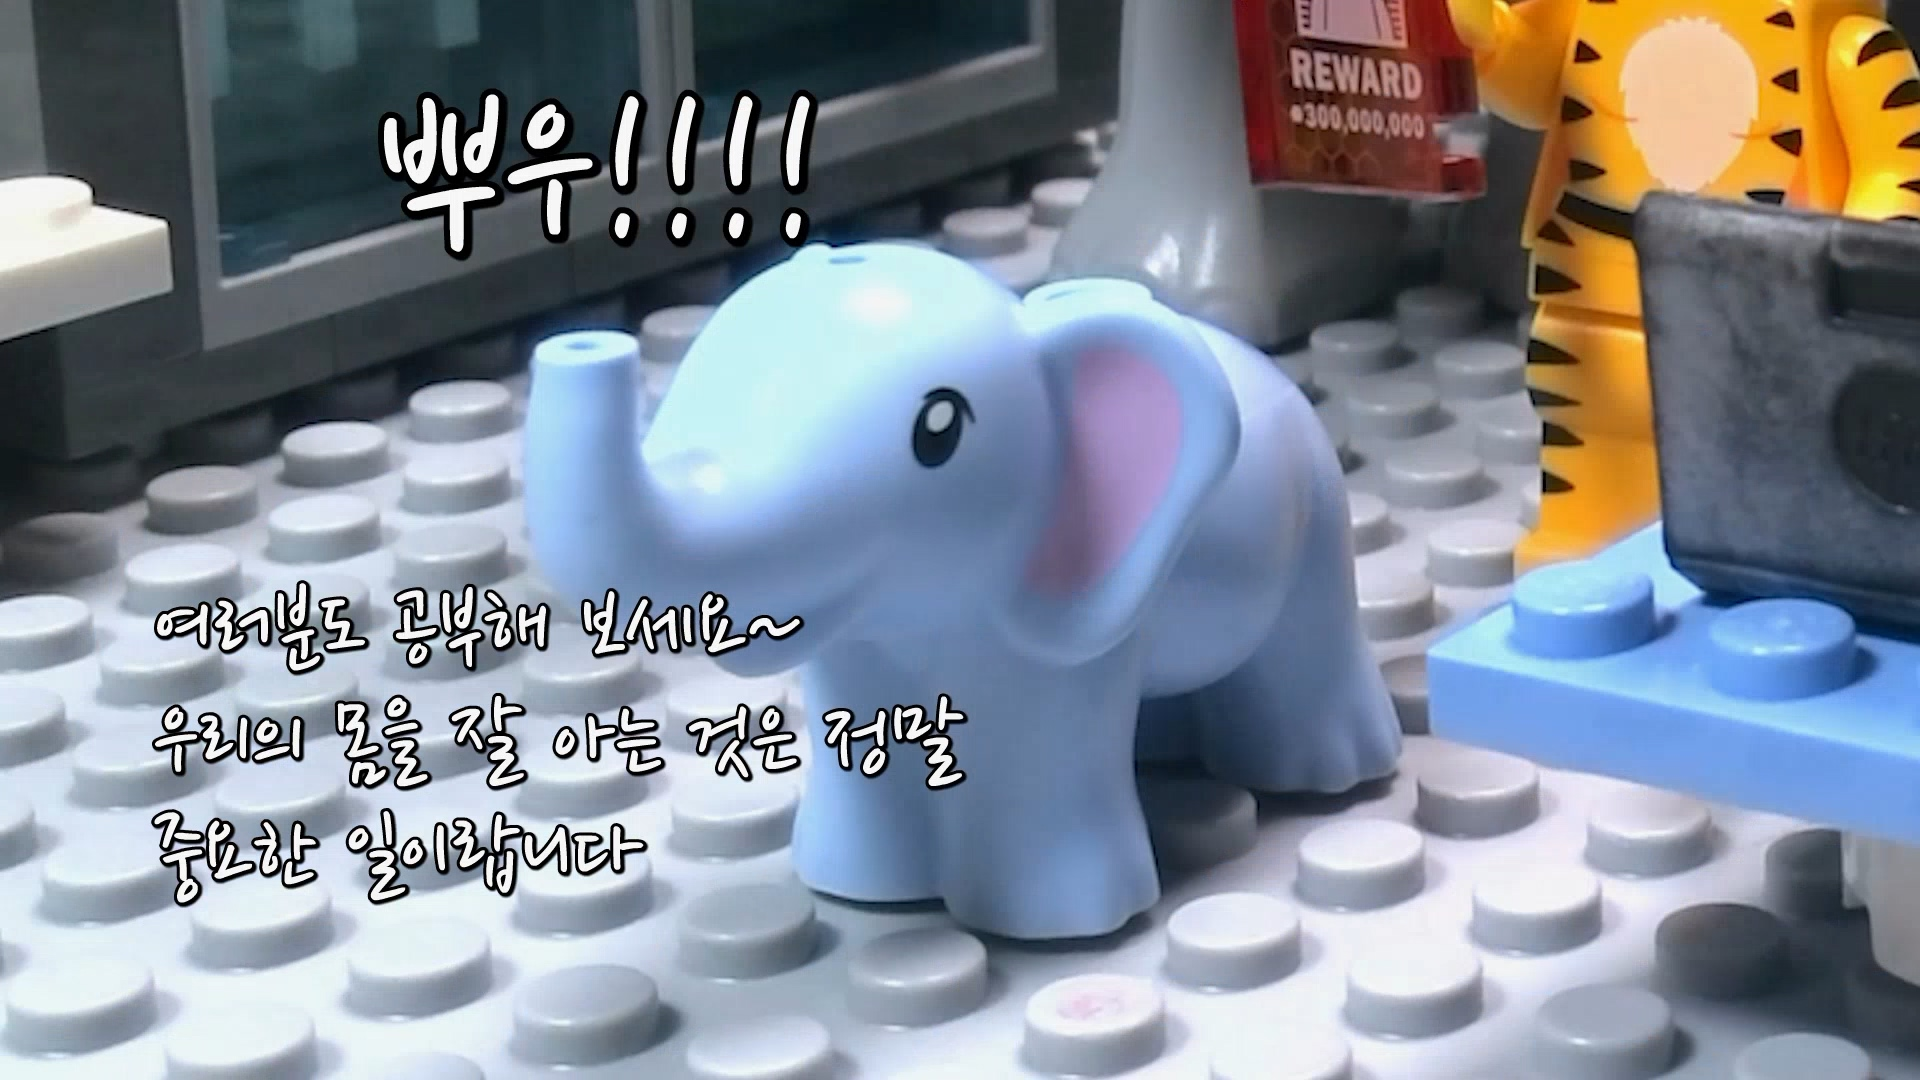 뿌우!!!!
REWARD
●300,000,000
여러분도 공부해 보세요~
우리의 몸을 잘 아는 것은 정말
중요한 일이랍니다